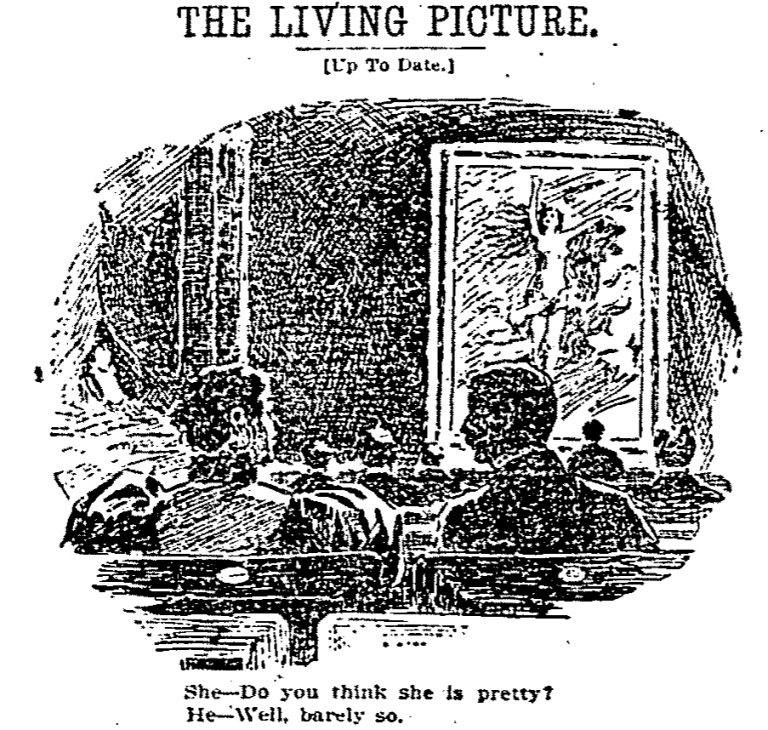 THE LIVING PICTURE.
[Up To Date.]
She—Do you think she is pretty?
He—Well, barely so.